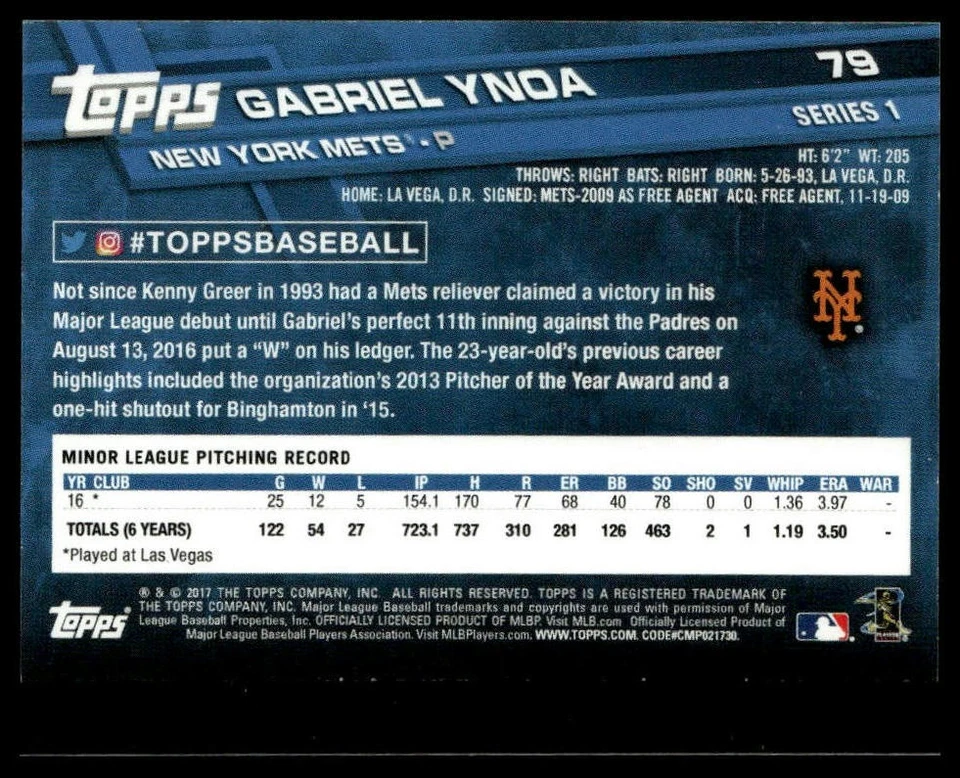 TOPPS GABRIEL YNOA 79
SERIES 1
NEW YORK METS® - P
HT: 6'2" WT: 205
THROWS: RIGHT BATS: RIGHT BORN: 5-26-93, LA VEGA, D.R.
HOME: LA VEGA, D.R. SIGNED: METS-2009 AS FREE AGENT ACQ: FREE AGENT, 11-19-09
#TOPPSBASEBALL
Not since Kenny Greer in 1993 had a Mets reliever claimed a victory in his
Major League debut until Gabriel's perfect 11th inning against the Padres on
August 13, 2016 put a “W” on his ledger. The 23-year-old's previous career
highlights included the organization's 2013 Pitcher of the Year Award and a
one-hit shutout for Binghamton in ‘15.
NY
MINOR LEAGUE PITCHING RECORD
YR CLUB G W L IP H R ER BB SO SHO SV WHIP ERA WAR
16 * 25 12 5 154.1 170 77 68 40 78 0 0 1.36 3.97 -
TOTALS (6 YEARS) 122 54 27 723.1 737 310 281 126 463 2 1 1.19 3.50 -
*Played at Las Vegas
® & © 2017 THE TOPPS COMPANY, INC. ALL RIGHTS RESERVED. TOPPS IS A REGISTERED TRADEMARK OF
THE TOPPS COMPANY, INC. Major League Baseball trademarks and copyrights are used with permission of Major
League Baseball Properties, Inc. OFFICIALLY LICENSED PRODUCT OF MLBP. Visit MLB.com Officially Licensed Product of
Major League Baseball Players Association. Visit MLBPlayers.com. WWW.TOPPS.COM. CODE#CMP021730.
TOPPS